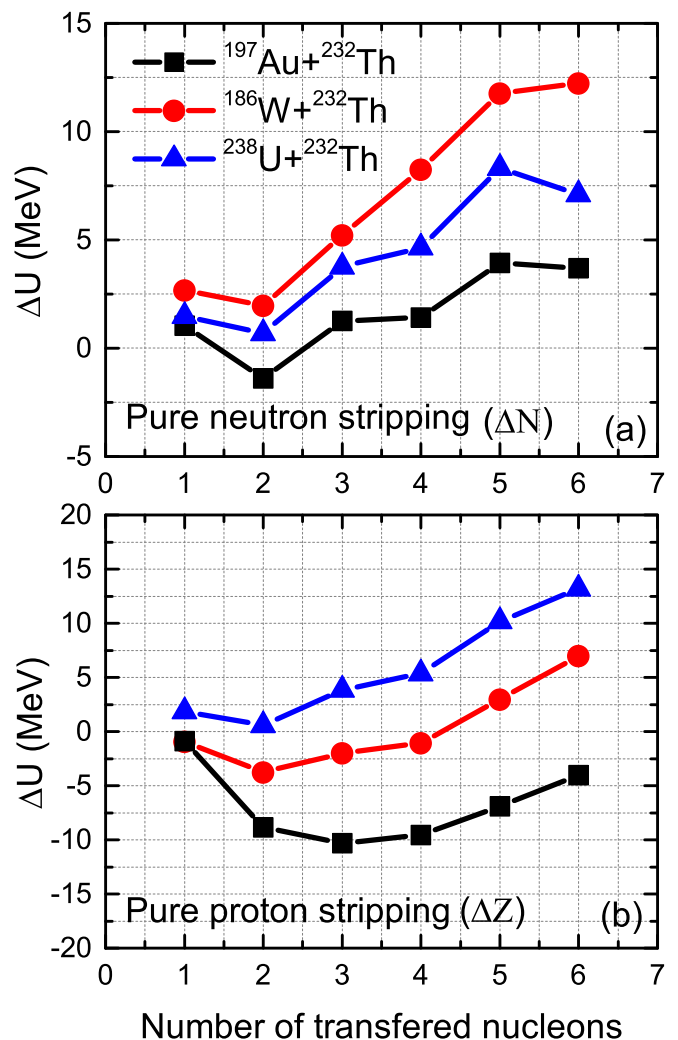 15
10
5
0
-5
ΔU (MeV)
¹⁹⁷Au+²³²Th
¹⁸⁶W+²³²Th
²³⁸U+²³²Th
Pure neutron stripping (ΔN)
(a)
0 1 2 3 4 5 6 7
20
15
10
5
0
-5
-10
-15
-20
ΔU (MeV)
Pure proton stripping (ΔZ)
(b)
0 1 2 3 4 5 6 7
Number of transfered nucleons